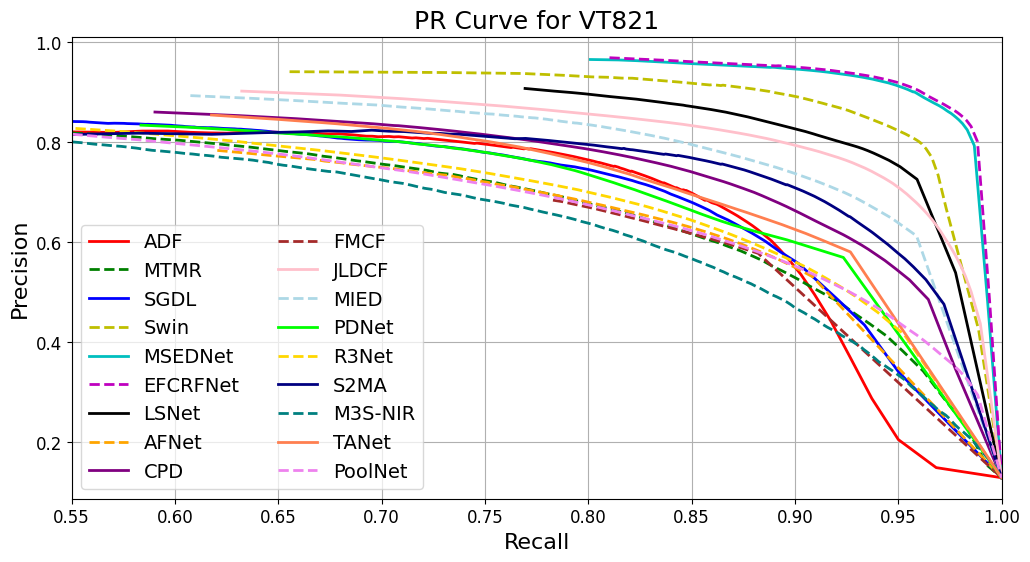 PR Curve for VT821
Precision
1.0
0.8
0.6
0.4
0.2
ADF
MTMR
SGDL
Swin
MSEDNet
EFCRFNet
LSNet
AFNet
CPD
FMCF
JLDCF
MIED
PDNet
R3Net
S2MA
M3S-NIR
TANet
PoolNet
0.55 0.60 0.65 0.70 0.75 0.80 0.85 0.90 0.95 1.00
Recall